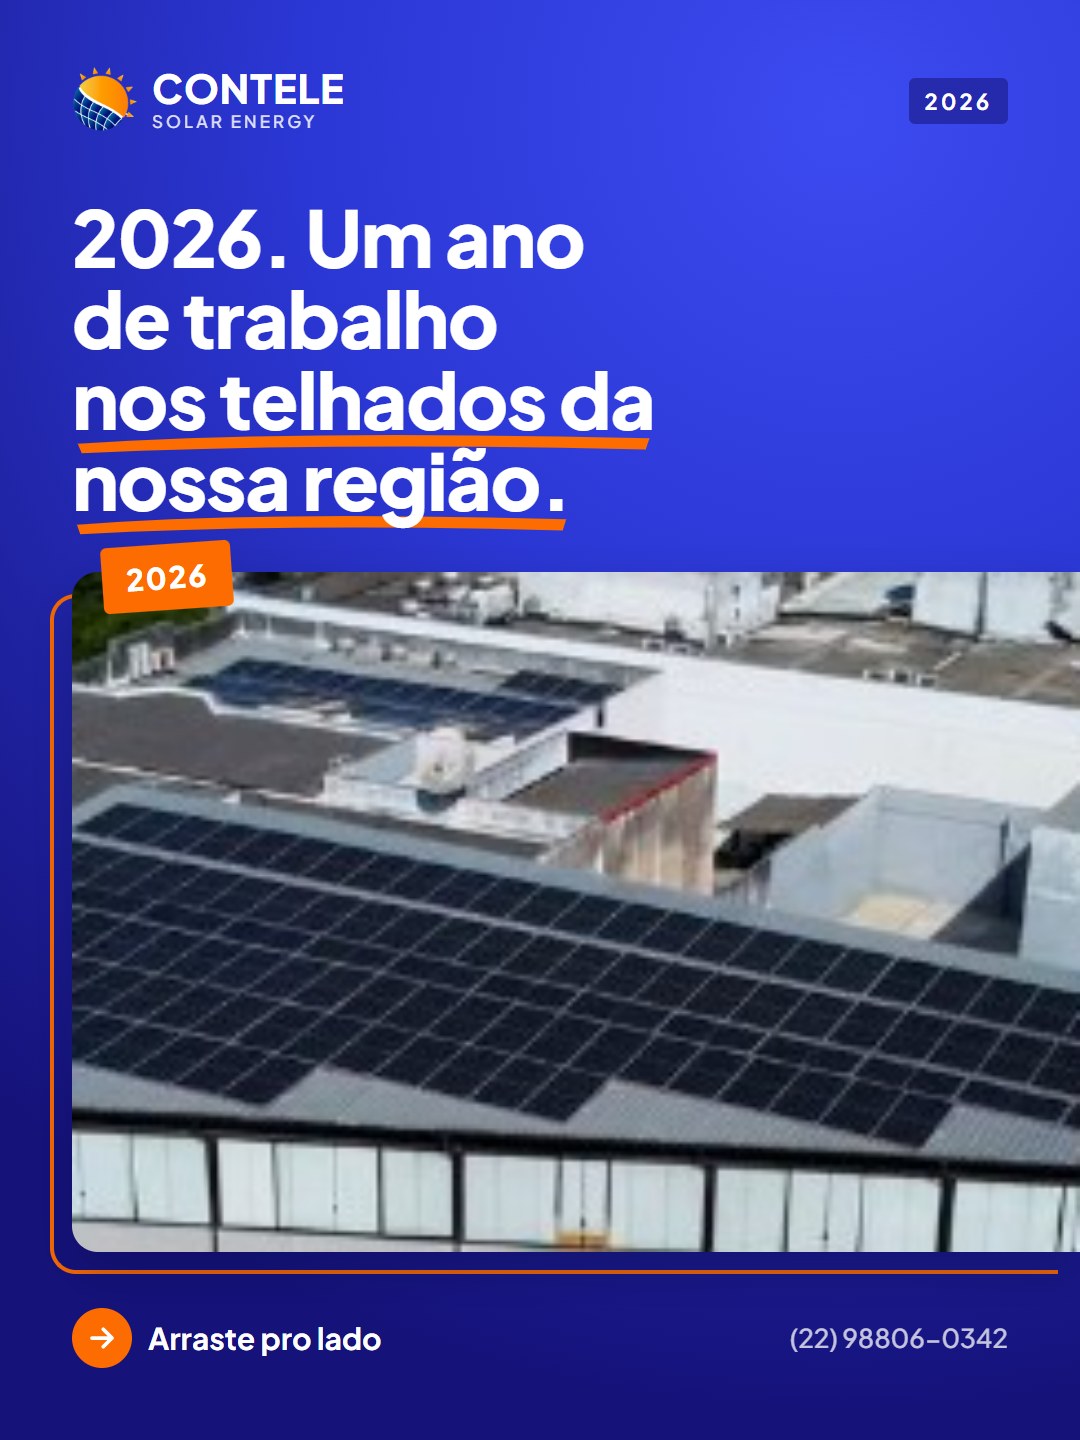 CONTELE
SOLAR ENERGY
2026
2026. Um ano
de trabalho
nos telhados da
nossa região.
2026
Arraste pro lado
(22) 98806-0342